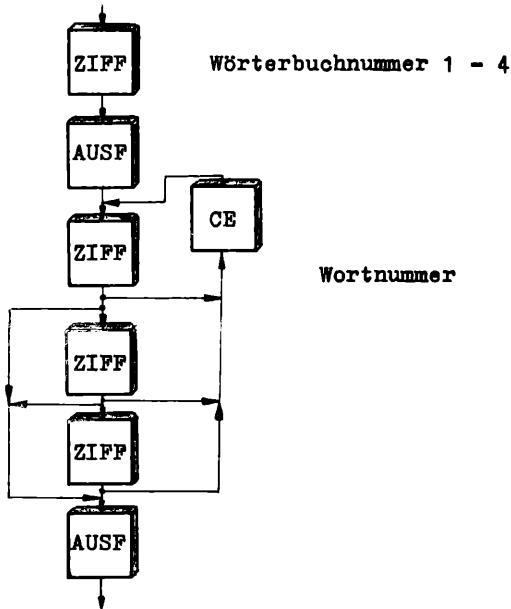 ZIFF Wörterbuchnummer 1 - 4
AUSF
CE
ZIFF
Wortnummer
ZIFF
ZIFF
AUSF